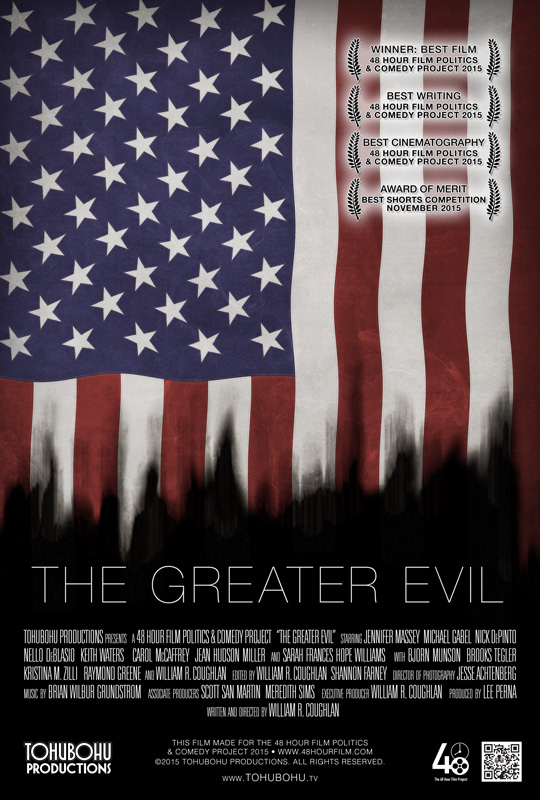 WINNER: BEST FILM
48 HOUR FILM POLITICS
& COMEDY PROJECT 2015
BEST WRITING
48 HOUR FILM POLITICS
& COMEDY PROJECT 2015
BEST CINEMATOGRAPHY
48 HOUR FILM POLITICS
& COMEDY PROJECT 2015
AWARD OF MERIT
BEST SHORTS COMPETITION
NOVEMBER 2015
THE GREATER EVIL
TOHUBOHU PRODUCTIONS PRESENTS A 48 HOUR FILM POLITICS & COMEDY PROJECT "THE GREATER EVIL" STARRING JENNIFER MASSEY MICHAEL GABEL NICK DePINTO
NELLO DeBLASIO KEITH WATERS CAROL McCAFFREY JEAN HUDSON MILLER AND SARAH FRANCES HOPE WILLIAMS WITH BJORN MUNSON BROOKS TEGLER
KRISTINA M. ZILLI RAYMOND GREENE AND WILLIAM R. COUGHLAN EDITED BY WILLIAM R. COUGHLAN SHANNON FARNEY DIRECTOR OF PHOTOGRAPHY JESSE ACHTENBERG
MUSIC BY BRIAN WILBUR GRUNDSTROM ASSOCIATE PRODUCERS SCOTT SAN MARTIN MEREDITH SIMS EXECUTIVE PRODUCER WILLIAM R. COUGHLAN PRODUCED BY LEE PERNA
WRITTEN AND DIRECTED BY WILLIAM R. COUGHLAN
TOHUBOHU
PRODUCTIONS
THIS FILM MADE FOR THE 48 HOUR FILM POLITICS
& COMEDY PROJECT 2015 • WWW.48HOURFILM.COM
©2015 TOHUBOHU PRODUCTIONS. ALL RIGHTS RESERVED.
WWW.TOHUBOHU.TV
48
The 48 Hour Film Project